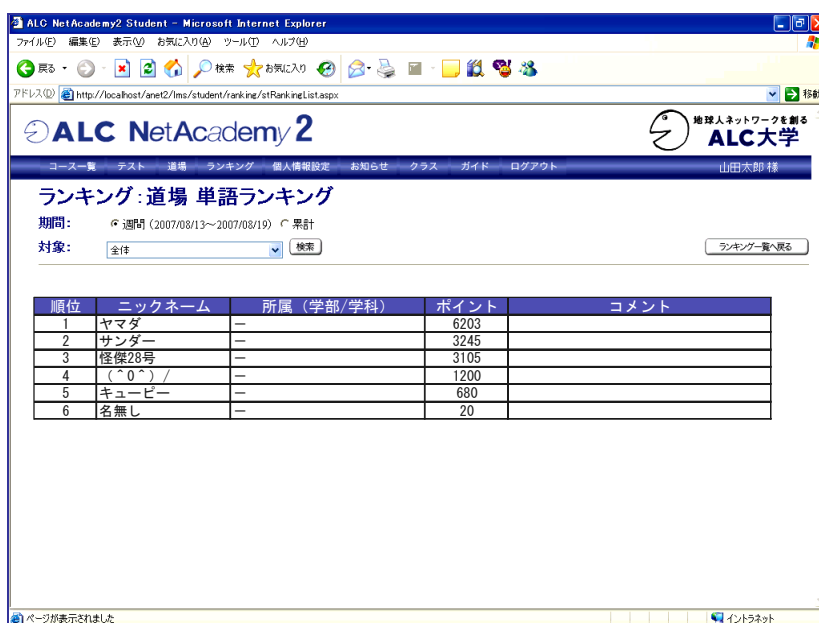 ALC NetAcademy2 Student - Microsoft Internet Explorer
ファイル(F) 編集(E) 表示(V) お気に入り(A) ツール(T) ヘルプ(H)
戻る 検索 お気に入り
アドレス(D) http://localhost/anet2/lms/student/ranking/stRankingList.aspx 移動
ALC NetAcademy 2
地球人ネットワークを創る
ALC大学
コース一覧 テスト 道場 ランキング 個人情報設定 お知らせ クラス ガイド ログアウト 山田太郎 様
ランキング:道場 単語ランキング
期間: 週間(2007/08/13~2007/08/19) 累計
対象: 全体 検索 ランキング一覧へ戻る
順位 ニックネーム 所属(学部/学科) ポイント コメント
1 ヤマダ — 6203
2 サンダー — 3245
3 怪傑28号 — 3105
4 (^0^)/ — 1200
5 キューピー — 680
6 名無し — 20
ページが表示されました イントラネット